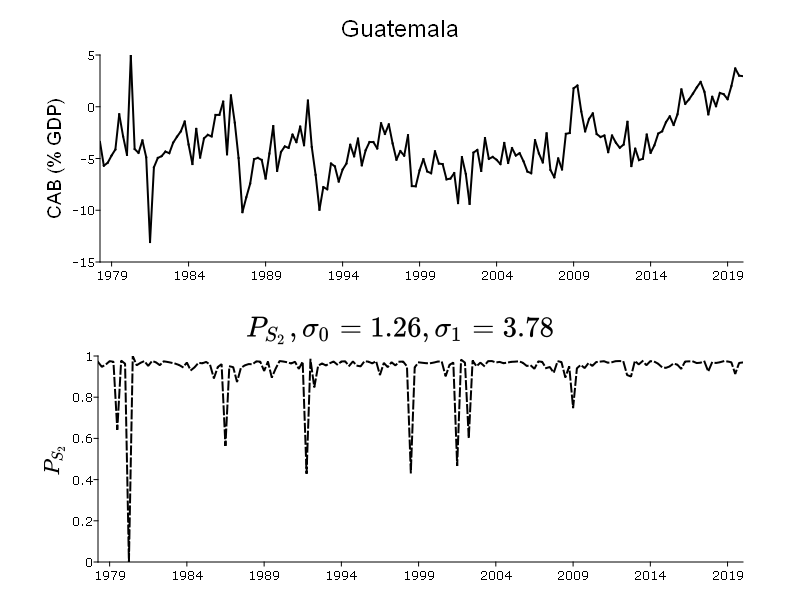 Guatemala
CAB (% GDP)
5
0
−5
−10
−15
1979 1984 1989 1994 1999 2004 2009 2014 2019
P_{S_2}, σ_0 = 1.26, σ_1 = 3.78
P_{S_2}
1
0.8
0.6
0.4
0.2
0
1979 1984 1989 1994 1999 2004 2009 2014 2019